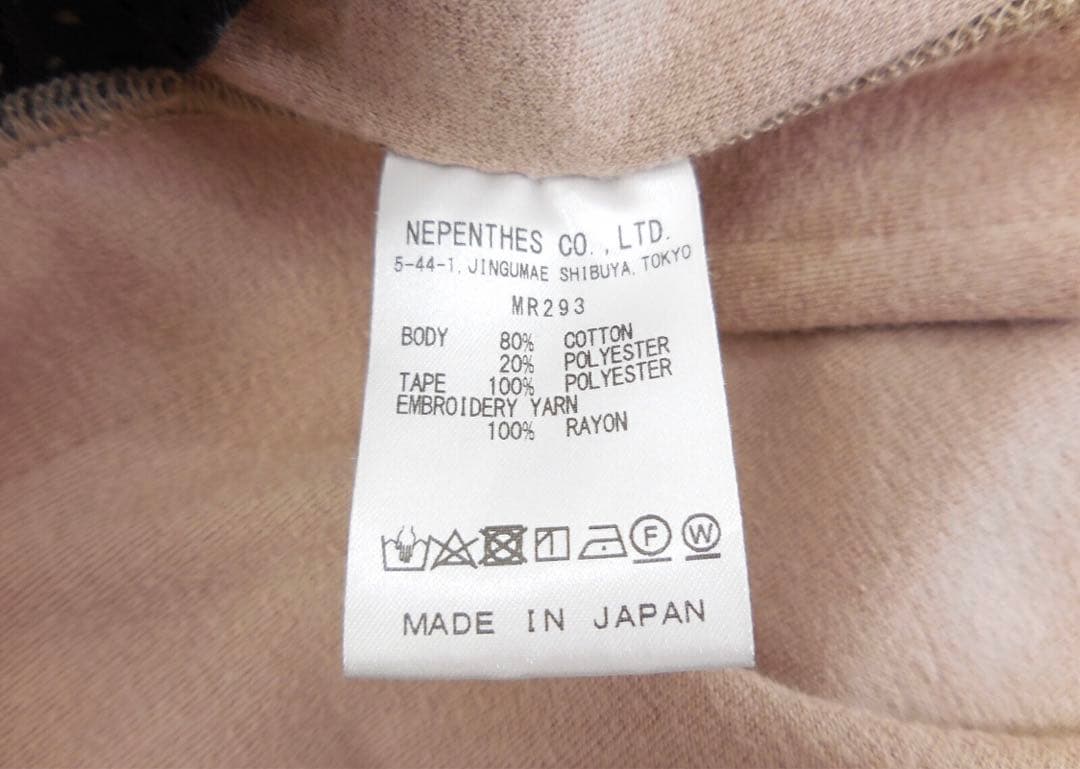 NEPENTHES CO., LTD.
5-44-1, JINGUMAE SHIBUYA, TOKYO
MR293
BODY 80% COTTON
20% POLYESTER
TAPE 100% POLYESTER
EMBROIDERY YARN
100% RAYON
F W
MADE IN JAPAN